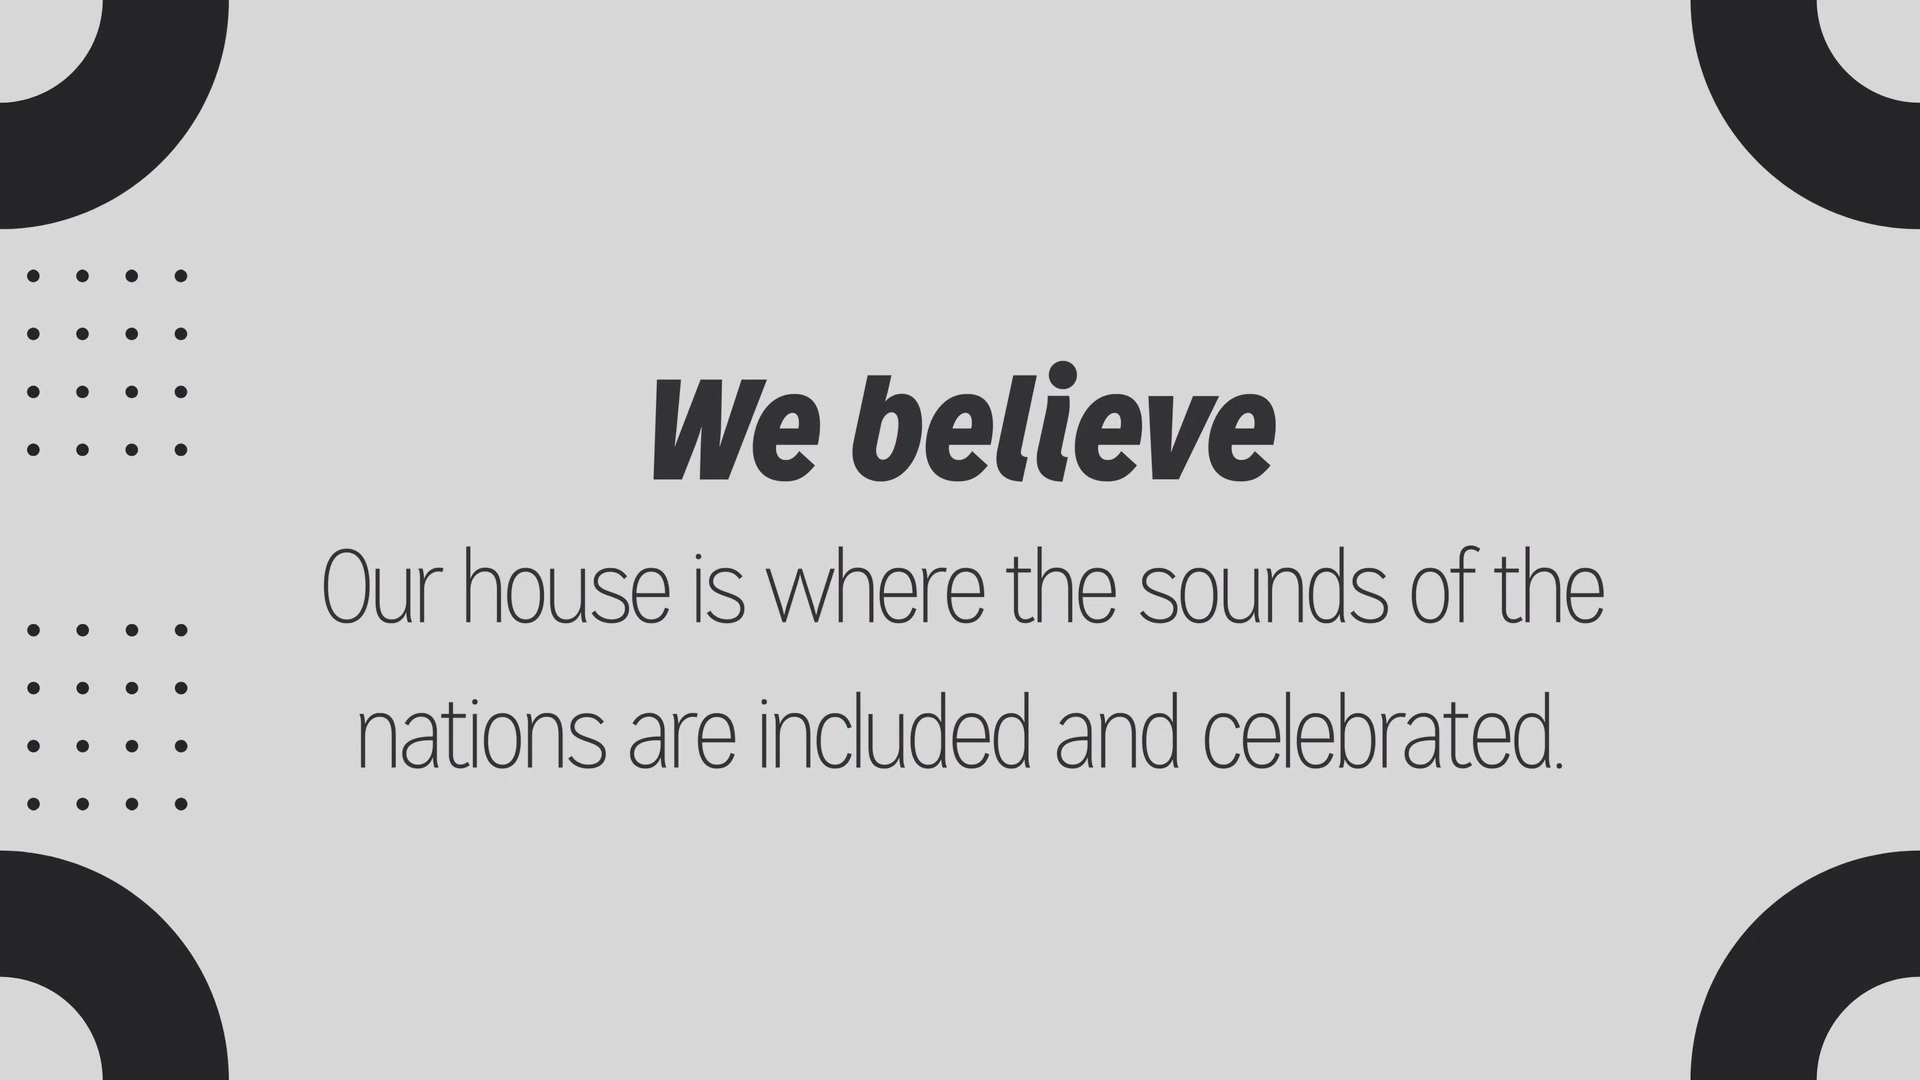 We believe
Our house is where the sounds of the
nations are included and celebrated.